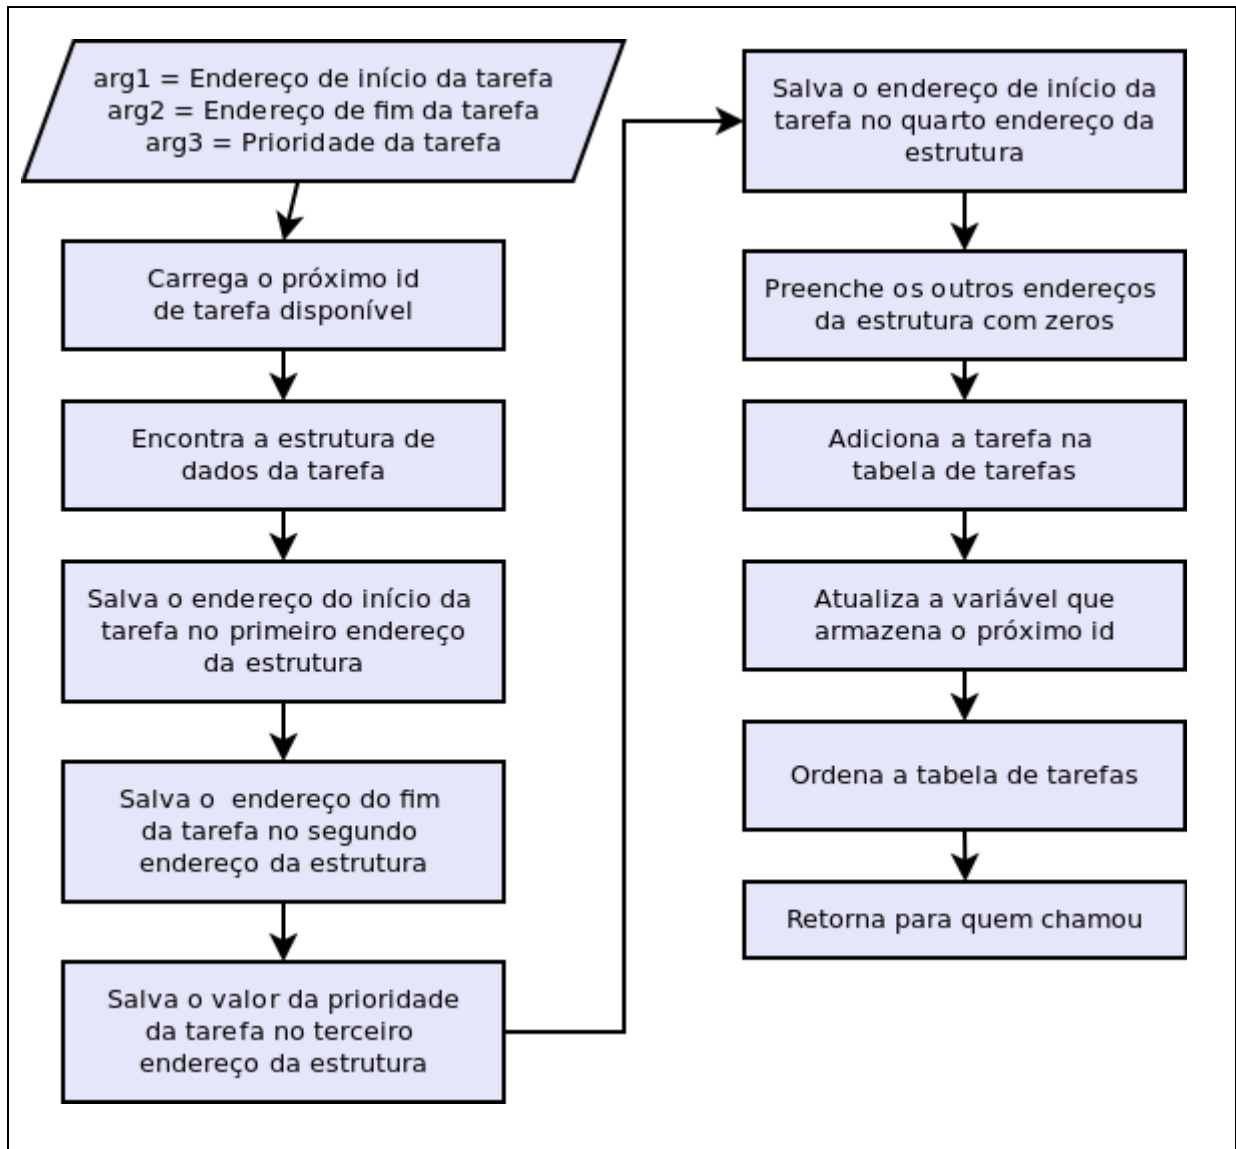 arg1 = Endereço de início da tarefa
arg2 = Endereço de fim da tarefa
arg3 = Prioridade da tarefa
Carrega o próximo id
de tarefa disponível
Encontra a estrutura de
dados da tarefa
Salva o endereço do início da
tarefa no primeiro endereço
da estrutura
Salva o endereço do fim
da tarefa no segundo
endereço da estrutura
Salva o valor da prioridade
da tarefa no terceiro
endereço da estrutura
Salva o endereço de início da
tarefa no quarto endereço da
estrutura
Preenche os outros endereços
da estrutura com zeros
Adiciona a tarefa na
tabela de tarefas
Atualiza a variável que
armazena o próximo id
Ordena a tabela de tarefas
Retorna para quem chamou